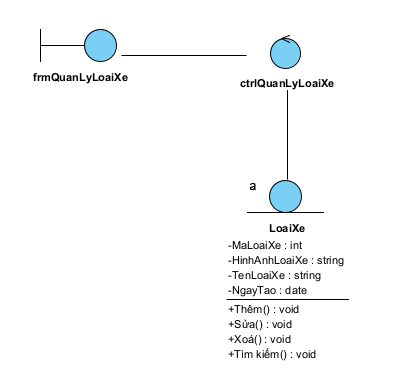 frmQuanLyLoaiXe
ctrlQuanLyLoaiXe
a
LoaiXe
-MaLoaiXe : int
-HinhAnhLoaiXe : string
-TenLoaiXe : string
-NgayTao : date
+Thêm() : void
+Sửa() : void
+Xoá() : void
+Tìm kiếm() : void